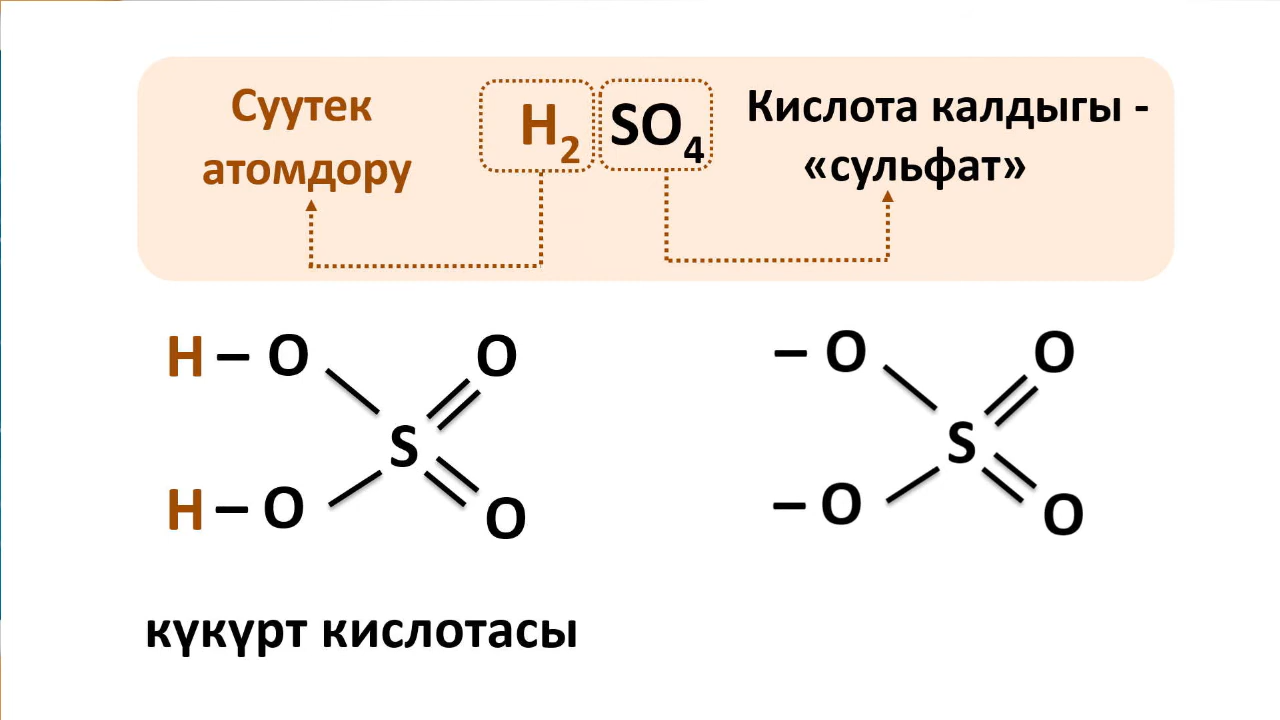 Суутек
атомдору
H₂ SO₄
Кислота калдыгы -
«сульфат»
H – O O
S
H – O O
– O O
S
– O O
күкүрт кислотасы